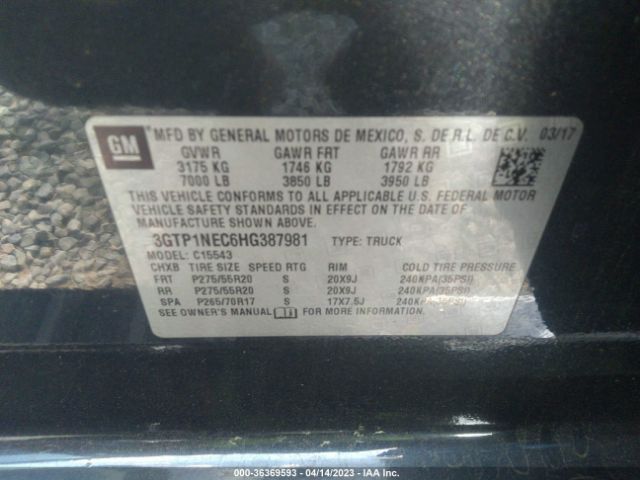 GM
MFD BY GENERAL MOTORS DE MEXICO, S. DE R.L. DE C.V. 03/17
GVWR GAWR FRT GAWR RR
3175 KG 1746 KG 1792 KG
7000 LB 3850 LB 3950 LB
THIS VEHICLE CONFORMS TO ALL APPLICABLE U.S. FEDERAL MOTOR
VEHICLE SAFETY STANDARDS IN EFFECT ON THE DATE OF
MANUFACTURE SHOWN ABOVE.
3GTP1NEC6HG387981 TYPE: TRUCK
MODEL: C15543
CHXB TIRE SIZE SPEED RTG RIM COLD TIRE PRESSURE
FRT P275/55R20 S 20X9J 240KPA(35PSI)
RR P275/55R20 S 20X9J 240KPA(35PSI)
SPA P265/70R17 S 17X7.5J 240KPA(35PSI)
SEE OWNER'S MANUAL FOR MORE INFORMATION.
000-36369593 04/14/2023 IAA Inc.